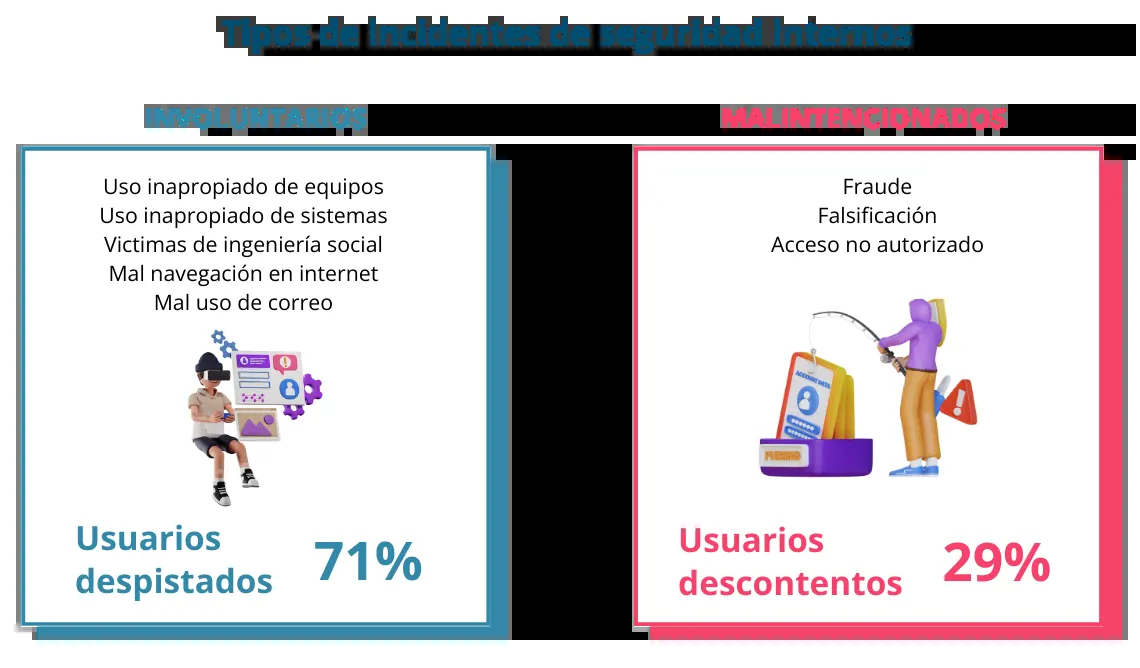 Tipos de incidentes de seguridad internos
INVOLUNTARIOS
Uso inapropiado de equipos
Uso inapropiado de sistemas
Victimas de ingeniería social
Mal navegación en internet
Mal uso de correo
Usuarios
despistados
71%
MALINTENCIONADOS
Fraude
Falsificación
Acceso no autorizado
ACCOUNT DATA
PHISHING
Usuarios
descontentos
29%